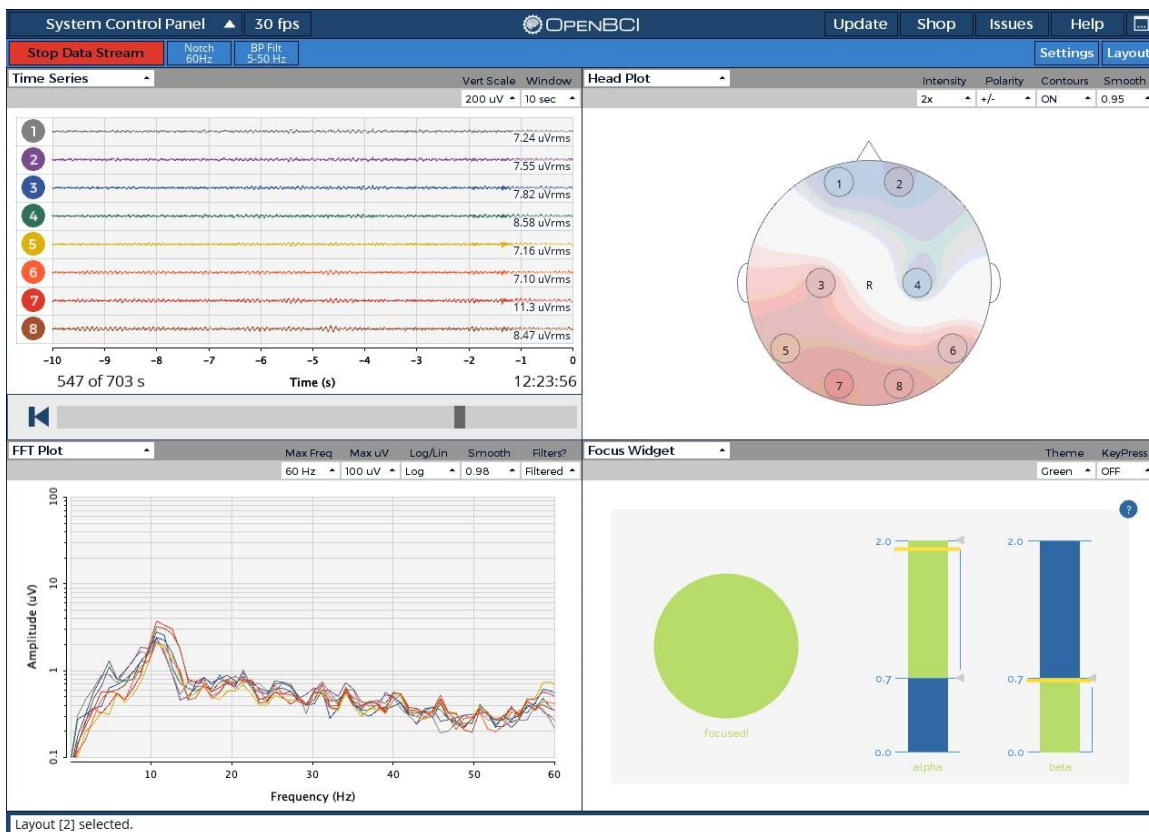 System Control Panel 30 fps OpenBCI Update Shop Issues Help
Stop Data Stream Notch 60Hz BP Filt 5-50 Hz Settings Layout
Time Series
Vert Scale Window
200 uV 10 sec
1 7.24 uVrms
2 7.55 uVrms
3 7.82 uVrms
4 8.58 uVrms
5 7.16 uVrms
6 7.10 uVrms
7 11.3 uVrms
8 8.47 uVrms
-10 -9 -8 -7 -6 -5 -4 -3 -2 -1 0
547 of 703 s Time (s) 12:23:56
Head Plot
Intensity Polarity Contours Smooth
2x +/- ON 0.95
1 2
3 R 4
5 6
7 8
FFT Plot
Max Freq Max uV Log/Lin Smooth Filters?
60 Hz 100 uV Log 0.98 Filtered
100
10
1
0.1
Amplitude (uV)
10 20 30 40 50 60
Frequency (Hz)
Focus Widget
Theme KeyPress
Green OFF
?
2.0 2.0
0.7 0.7
focused!
0.0 0.0
alpha beta
Layout [2] selected.